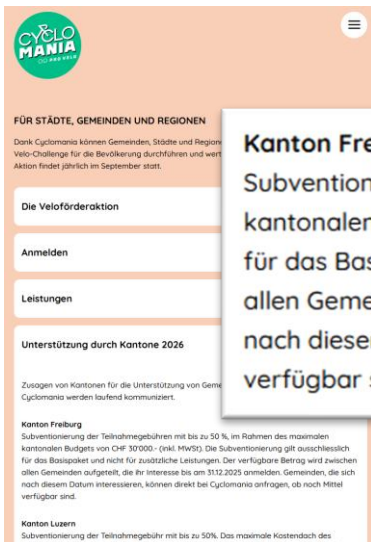 CYCLO
MANIA
PRO VELO
FÜR STÄDTE, GEMEINDEN UND REGIONEN
Dank Cyclomania können Gemeinden, Städte und Region
Velo-Challenge für die Bevölkerung durchführen und wert
Aktion findet jährlich im September statt.
Die Veloförderaktion
Anmelden
Leistungen
Unterstützung durch Kantone 2026
Zusagen von Kantonen für die Unterstützung von Geme
Cyclomania werden laufend kommuniziert.
Kanton Fre
Subvention
kantonaler
für das Bas
allen Geme
nach diese
verfügbar
Kanton Freiburg
Subventionierung der Teilnahmegebühren mit bis zu 50 %, im Rahmen des maximalen
kantonalen Budgets von CHF 30'000.- (inkl. MWSt). Die Subventionierung gilt ausschliesslich
für das Basispaket und nicht für zusätzliche Leistungen. Der verfügbare Betrag wird zwischen
allen Gemeinden aufgeteilt, die ihr Interesse bis am 31.12.2025 anmelden. Gemeinden, die sich
nach diesem Datum interessieren, können direkt bei Cyclomania anfragen, ob noch Mittel
verfügbar sind.
Kanton Luzern
Subventionierung der Teilnahmegebühr mit bis zu 50%. Das maximale Kostendach des